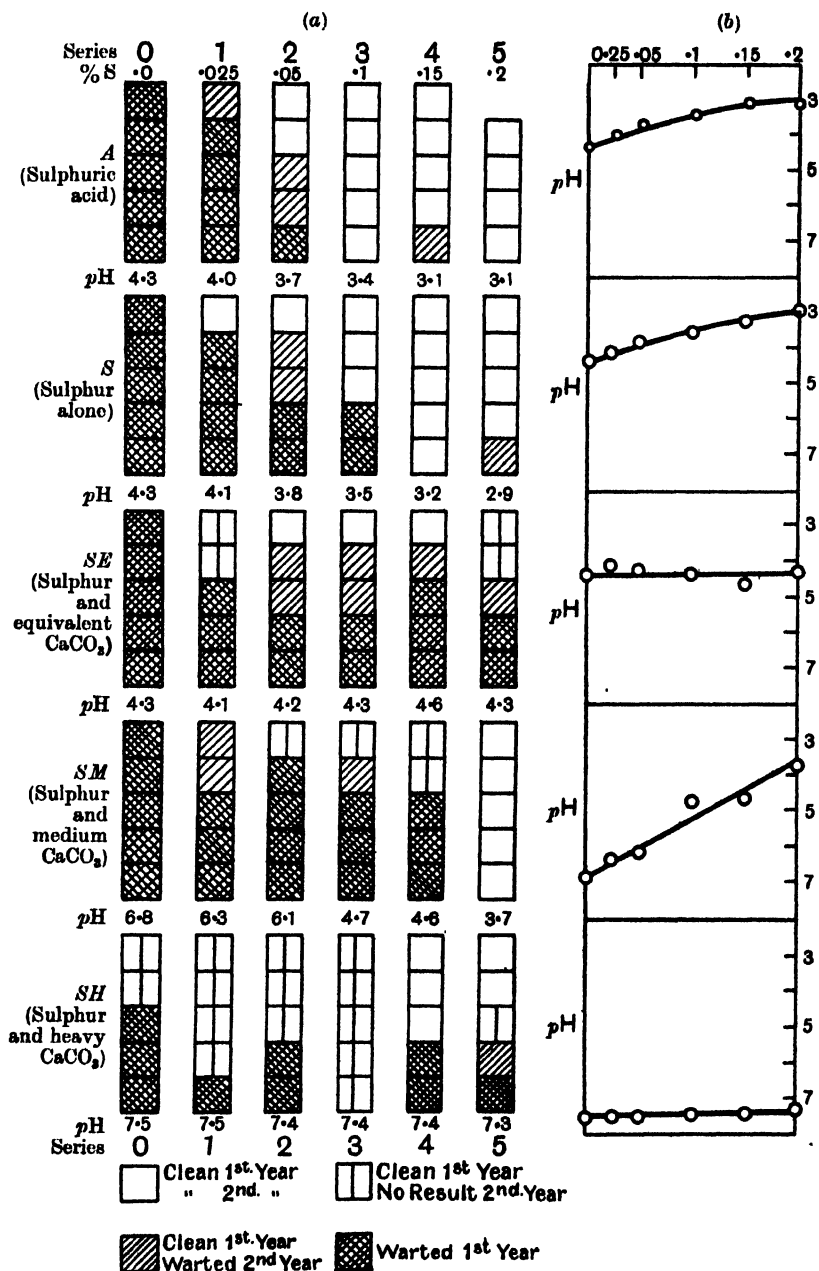 (a)
Series 0 1 2 3 4 5
% S ·0 ·025 ·05 ·1 ·15 ·2
A
(Sulphuric
acid)
pH 4·3 4·0 3·7 3·4 3·1 3·1
S
(Sulphur
alone)
pH 4·3 4·1 3·8 3·5 3·2 2·9
SE
(Sulphur
and
equivalent
CaCO₃)
pH 4·3 4·1 4·2 4·3 4·6 4·3
SM
(Sulphur
and
medium
CaCO₃)
pH 6·8 6·3 6·1 4·7 4·6 3·7
SH
(Sulphur
and heavy
CaCO₃)
pH 7·5 7·5 7·4 7·4 7·4 7·3
Series 0 1 2 3 4 5
Clean 1st. Year
" 2nd. "
Clean 1st Year
No Result 2nd. Year
Clean 1st. Year
Warted 2nd Year
Warted 1st Year
(b)
0·025 ·05 ·1 ·15 ·2
pH
3
5
7
pH
3
5
7
pH
3
5
7
pH
3
5
7
pH
3
5
7